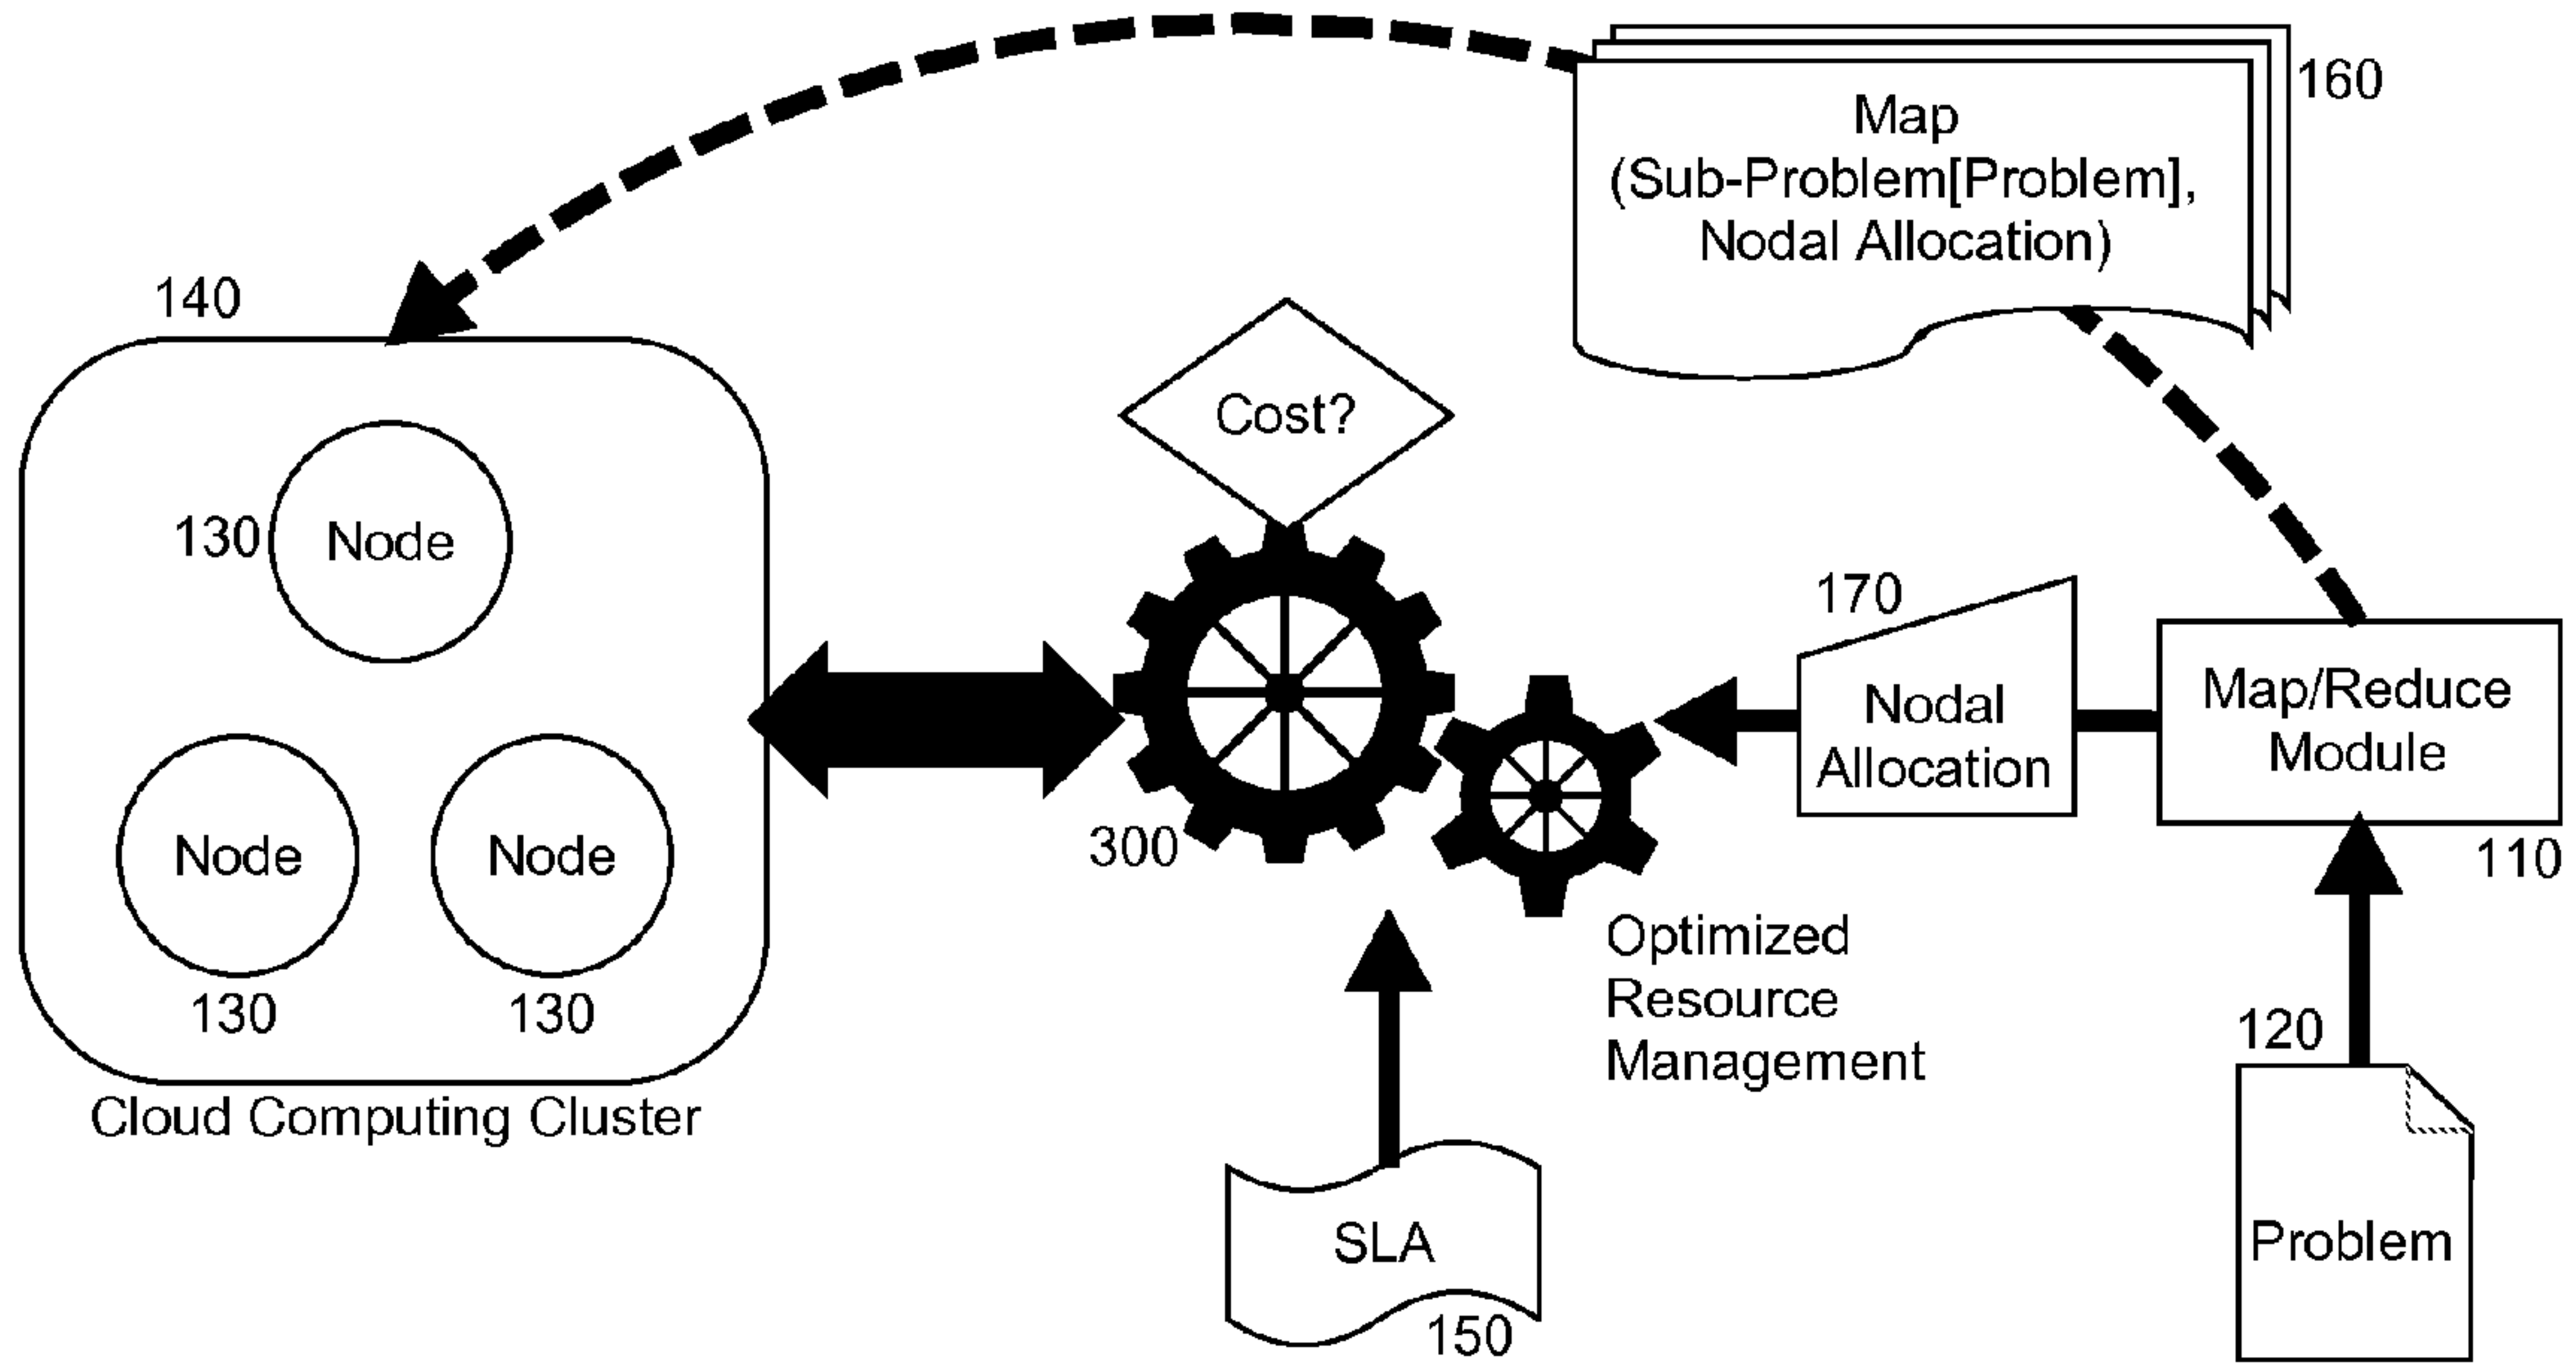 160
Map
(Sub-Problem[Problem],
Nodal Allocation)
140
Cost?
130
Node
170
Nodal
Allocation
Map/Reduce
Module
110
300
Node
Node
130
130
Cloud Computing Cluster
Optimized
Resource
Management
120
SLA
150
Problem